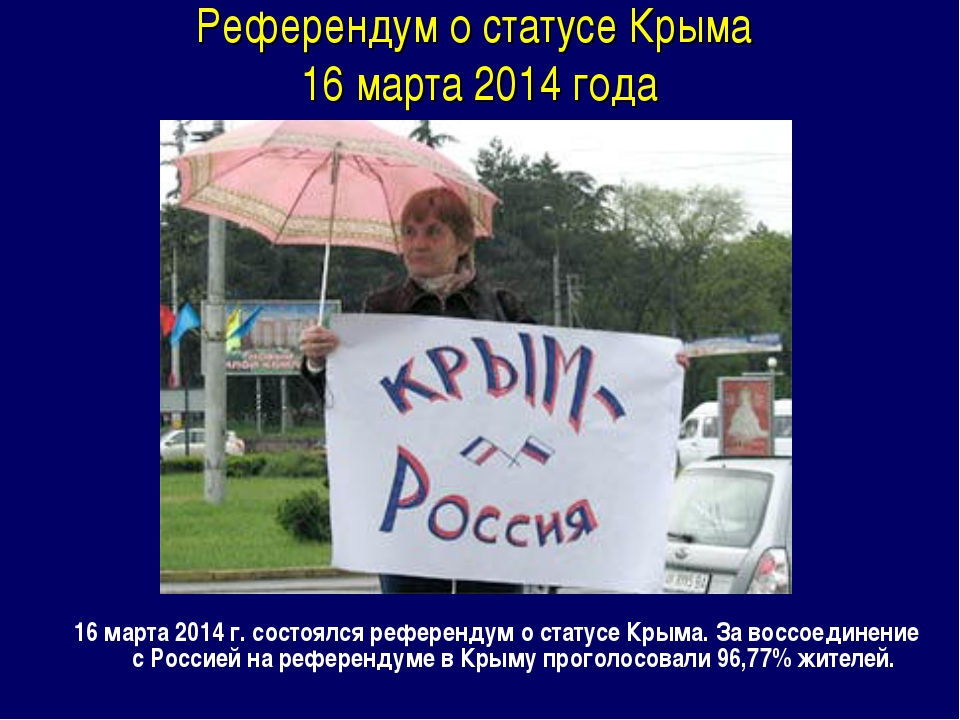 Референдум о статусе Крыма
16 марта 2014 года
КРЫМ-
РОССИЯ
16 марта 2014 г. состоялся референдум о статусе Крыма. За воссоединение
с Россией на референдуме в Крыму проголосовали 96,77% жителей.